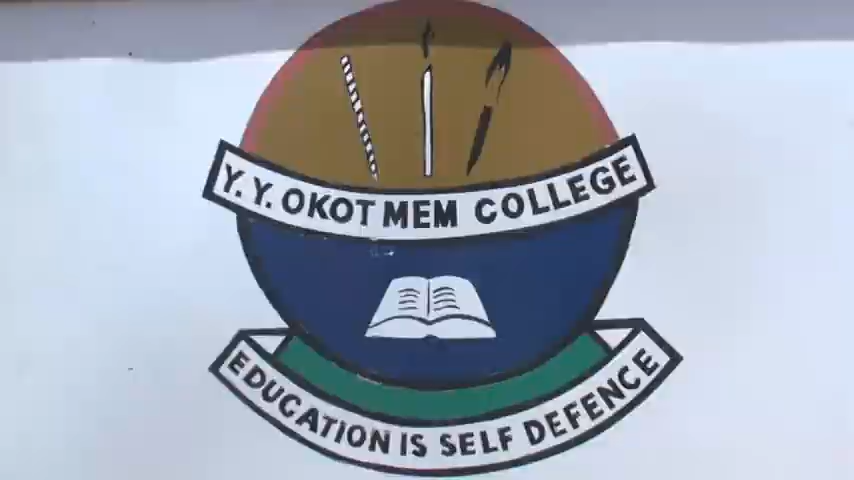 Y. Y. OKOT MEM COLLEGE
EDUCATION IS SELF DEFENCE